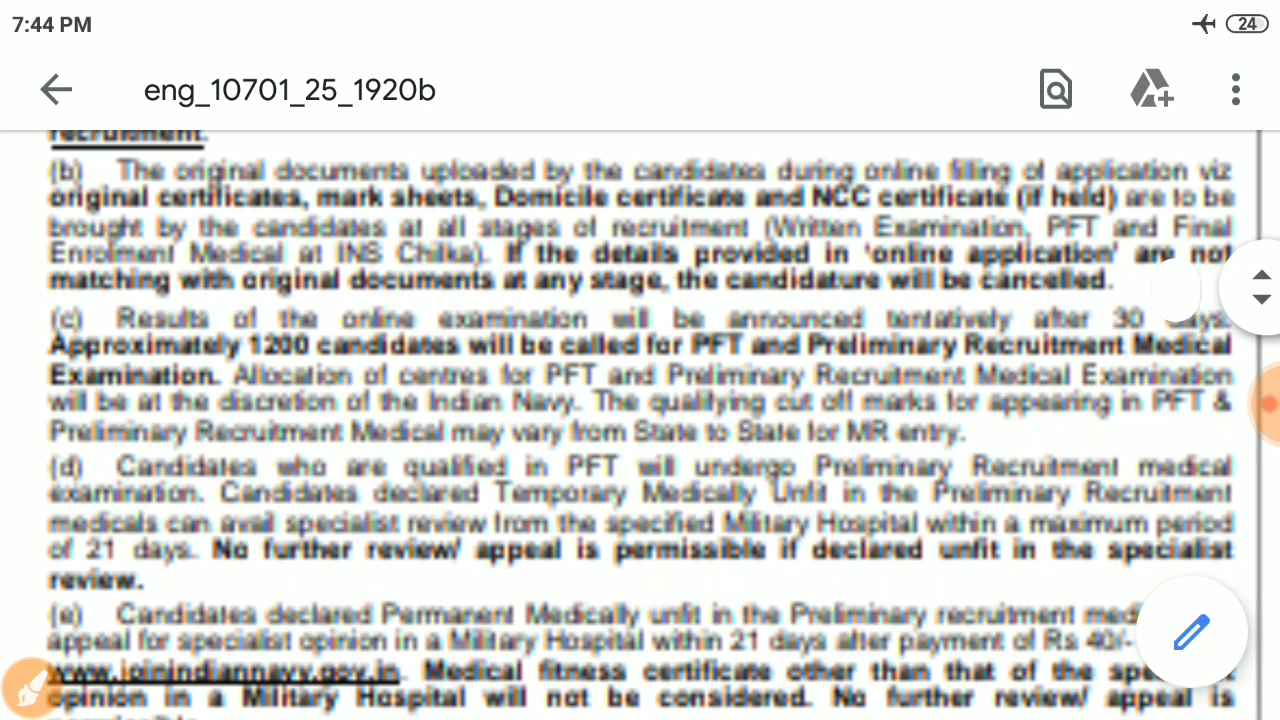 7:44 PM
24
eng_10701_25_1920b
recruitment.
(b) The original documents uploaded by the candidates during online filling of application viz
original certificates, mark sheets, Domicile certificate and NCC certificate (if held) are to be
brought by the candidates at all stages of recruitment (Written Examination, PFT and Final
Enrolment Medical at INS Chilka). If the details provided in 'online application' are not
matching with original documents at any stage, the candidature will be cancelled.
(c) Results of the online examination will be announced tentatively after 30 days.
Approximately 1200 candidates will be called for PFT and Preliminary Recruitment Medical
Examination. Allocation of centres for PFT and Preliminary Recruitment Medical Examination
will be at the discretion of the Indian Navy. The qualifying cut off marks for appearing in PFT &
Preliminary Recruitment Medical may vary from State to State for MR entry.
(d) Candidates who are qualified in PFT will undergo Preliminary Recruitment medical
examination. Candidates declared Temporary Medically Unfit in the Preliminary Recruitment
medicals can avail specialist review from the specified Military Hospital within a maximum period
of 21 days. No further review/ appeal is permissible if declared unfit in the specialist
review.
(e) Candidates declared Permanent Medically unfit in the Preliminary recruitment
appeal for specialist opinion in a Military Hospital within 21 days after payment of Rs 40/-
www.joinindiannavy.gov.in. Medical fitness certificate other than that of the
opinion in a Military Hospital will not be considered. No further review/ appeal is